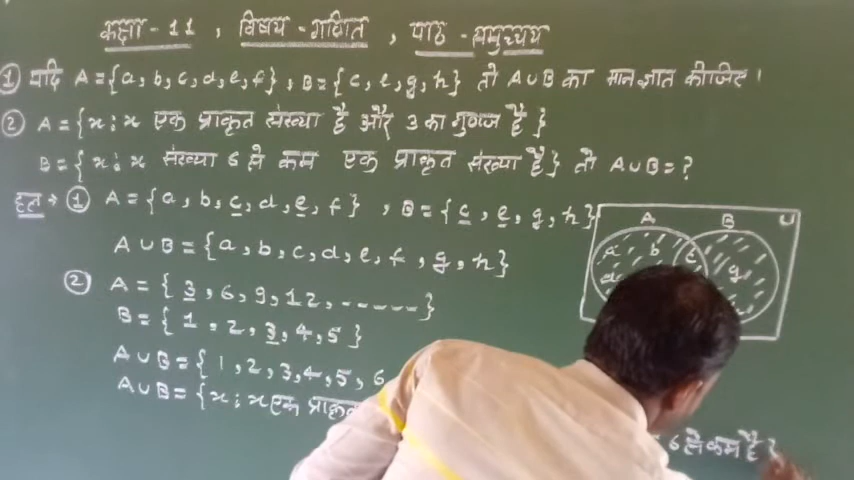 कक्षा - 11 , विषय - गणित , पाठ - समुच्चय
① यदि A={a,b,c,d,e,f} , B={c,e,g,h} तो A∪B का मान ज्ञात कीजिए।
② A={x:x एक प्राकृत संख्या है और 3 का गुणज है}
B={x:x संख्या 6 से कम एक प्राकृत संख्या है} तो A∪B=?
हल → ① A={a,b,c,d,e,f} , B={c,e,g,h}
A∪B={a,b,c,d,e,f,g,h}
② A={3,6,9,12,-----}
B={1,2,3,4,5}
A∪B={1,2,3,4,5,6
A∪B={x:x एक प्राकृत
6 से कम है}
A B U
a b c g
d